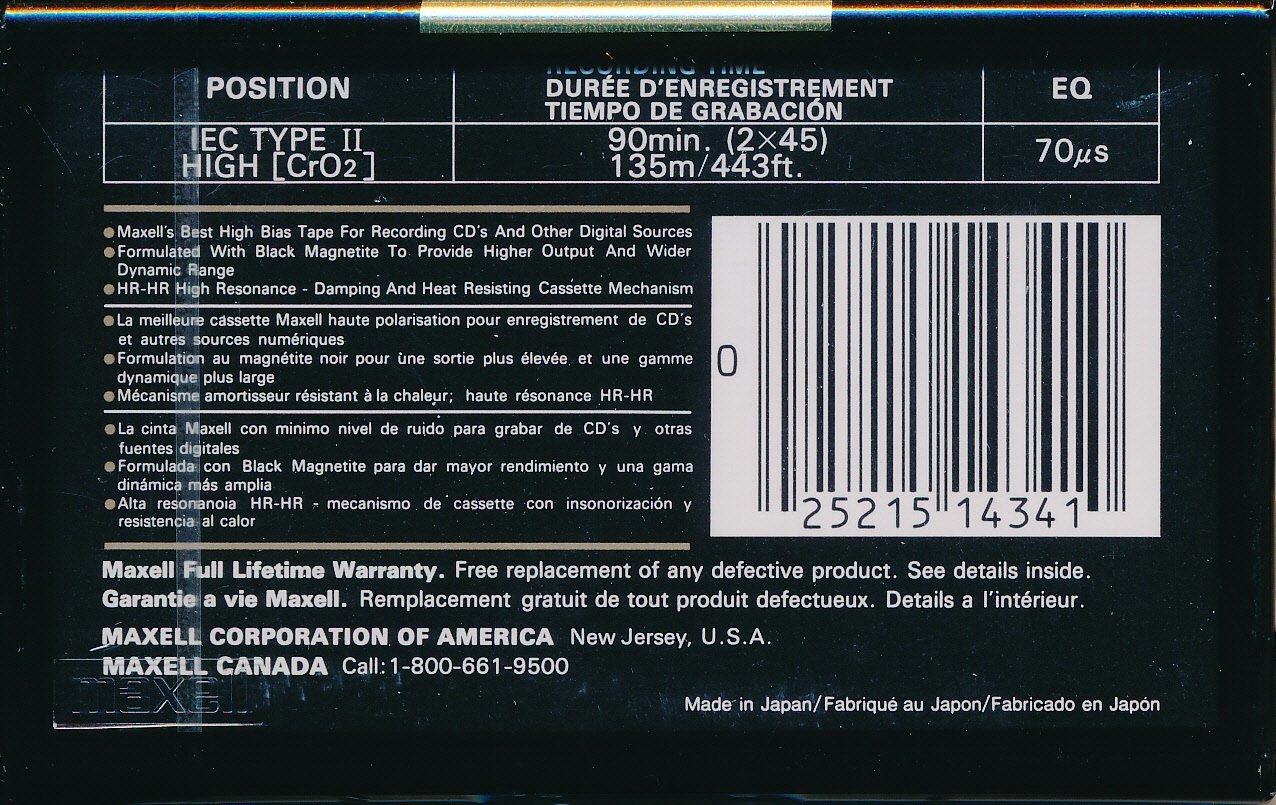 RECORDING TIME
POSITION
DURÉE D'ENREGISTREMENT
EQ
TIEMPO DE GRABACIÓN
IEC TYPE II
HIGH [CrO2]
90min. (2×45)
135m/443ft.
70µs
●Maxell's Best High Bias Tape For Recording CD's And Other Digital Sources
●Formulated With Black Magnetite To Provide Higher Output And Wider
Dynamic Range
●HR-HR High Resonance - Damping And Heat Resisting Cassette Mechanism
●La meilleure cassette Maxell haute polarisation pour enregistrement de CD's
et autres sources numériques
●Formulation au magnétite noir pour ùne sortie plus élevée et une gamme
dynamique plus large
●Mécanisme amortisseur résistant à la chaleur; haute résonance HR-HR
●La cinta Maxell con minimo nivel de ruido para grabar de CD's y otras
fuentes digitales
●Formulada con Black Magnetite para dar mayor rendimiento y una gama
dinámica más amplia
●Alta resonanoia HR-HR - mecanismo de cassette con insonorización y
resistencia al calor
0 25215 14341
Maxell Full Lifetime Warranty. Free replacement of any defective product. See details inside.
Garantie a vie Maxell. Remplacement gratuit de tout produit defectueux. Details a l'intérieur.
MAXELL CORPORATION OF AMERICA New Jersey, U.S.A.
MAXELL CANADA Call:1-800-661-9500
maxell
Made in Japan/Fabriqué au Japon/Fabricado en Japón